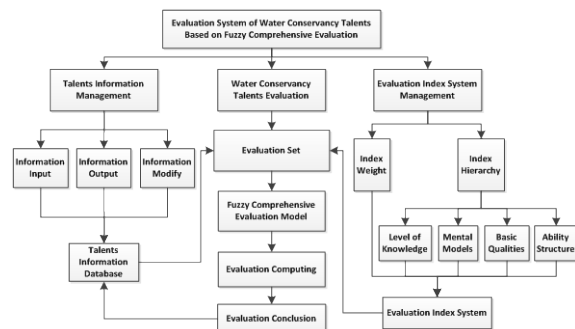 Evaluation System of Water Conservancy Talents
Based on Fuzzy Comprehensive Evaluation
Talents Information
Management
Water Conservancy
Talents Evaluation
Evaluation Index System
Management
Information
Input
Information
Output
Information
Modify
Evaluation Set
Index
Weight
Index
Hierarchy
Fuzzy Comprehensive
Evaluation Model
Level of
Knowledge
Mental
Models
Basic
Qualities
Ability
Structure
Talents
Information
Database
Evaluation Computing
Evaluation Conclusion
Evaluation Index System